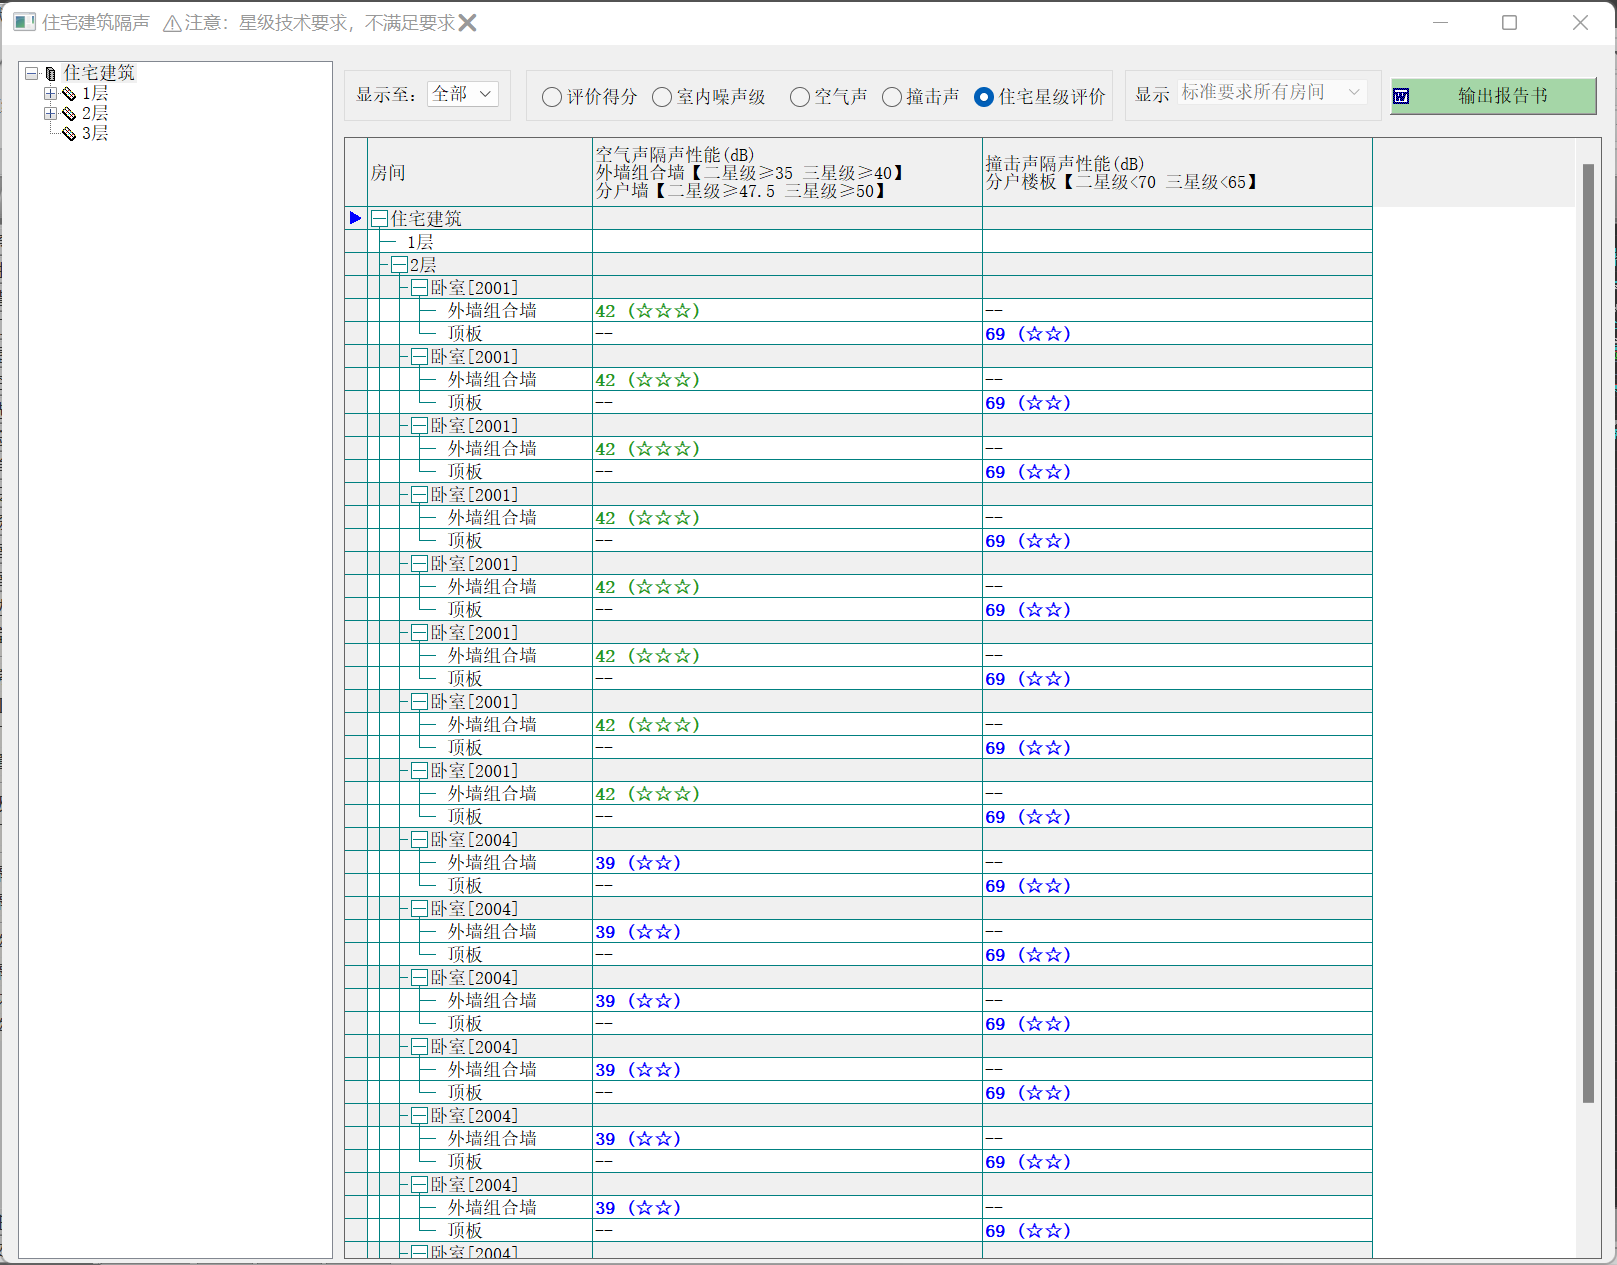 住宅建筑隔声 ⚠注意：星级技术要求，不满足要求❌
住宅建筑
1层
2层
3层
显示至: 全部
评价得分 室内噪声级 空气声 撞击声 住宅星级评价
显示 标准要求所有房间
输出报告书
房间
空气声隔声性能(dB)
外墙组合墙【二星级≥35 三星级≥40】
分户墙【二星级≥47.5 三星级≥50】
撞击声隔声性能(dB)
分户楼板【二星级<70 三星级<65】
住宅建筑
1层
2层
卧室[2001]
外墙组合墙 42 (☆☆☆) --
顶板 -- 69 (☆☆)
卧室[2001]
外墙组合墙 42 (☆☆☆) --
顶板 -- 69 (☆☆)
卧室[2001]
外墙组合墙 42 (☆☆☆) --
顶板 -- 69 (☆☆)
卧室[2001]
外墙组合墙 42 (☆☆☆) --
顶板 -- 69 (☆☆)
卧室[2001]
外墙组合墙 42 (☆☆☆) --
顶板 -- 69 (☆☆)
卧室[2001]
外墙组合墙 42 (☆☆☆) --
顶板 -- 69 (☆☆)
卧室[2001]
外墙组合墙 42 (☆☆☆) --
顶板 -- 69 (☆☆)
卧室[2001]
外墙组合墙 42 (☆☆☆) --
顶板 -- 69 (☆☆)
卧室[2004]
外墙组合墙 39 (☆☆) --
顶板 -- 69 (☆☆)
卧室[2004]
外墙组合墙 39 (☆☆) --
顶板 -- 69 (☆☆)
卧室[2004]
外墙组合墙 39 (☆☆) --
顶板 -- 69 (☆☆)
卧室[2004]
外墙组合墙 39 (☆☆) --
顶板 -- 69 (☆☆)
卧室[2004]
外墙组合墙 39 (☆☆) --
顶板 -- 69 (☆☆)
卧室[2004]
外墙组合墙 39 (☆☆) --
顶板 -- 69 (☆☆)
卧室[2004]